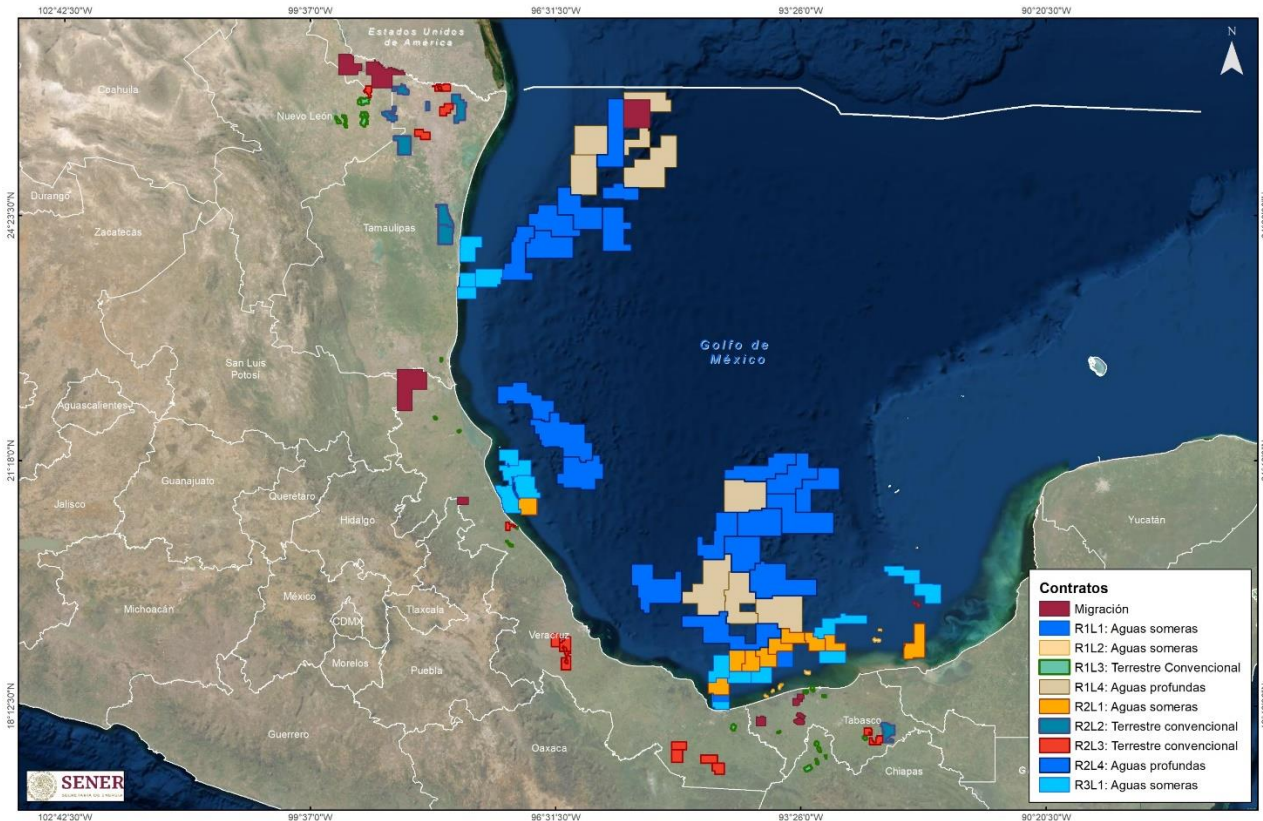 102°42'30"W 99°37'0"W 96°31'30"W 93°26'0"W 90°20'30"W
Estados Unidos
de América
N
Coahuila
Nuevo León
24°23'30"N
Durango
Zacatecas
Tamaulipas
Golfo de
México
San Luis
Potosí
Aguascalientes
21°18'0"N
Guanajuato
Querétaro
Jalisco
Hidalgo
Yucatán
Michoacán
México
Tlaxcala
CDMX
Morelos
Puebla
Veracruz
18°12'30"N
Guerrero
Oaxaca
Tabasco
Chiapas
Contratos
Migración
R1L1: Aguas someras
R1L2: Aguas someras
R1L3: Terrestre Convencional
R1L4: Aguas profundas
R2L1: Aguas someras
R2L2: Terrestre convencional
R2L3: Terrestre convencional
R2L4: Aguas profundas
R3L1: Aguas someras
SENER
SECRETARÍA DE ENERGÍA
102°42'30"W 99°37'0"W 96°31'30"W 93°26'0"W 90°20'30"W